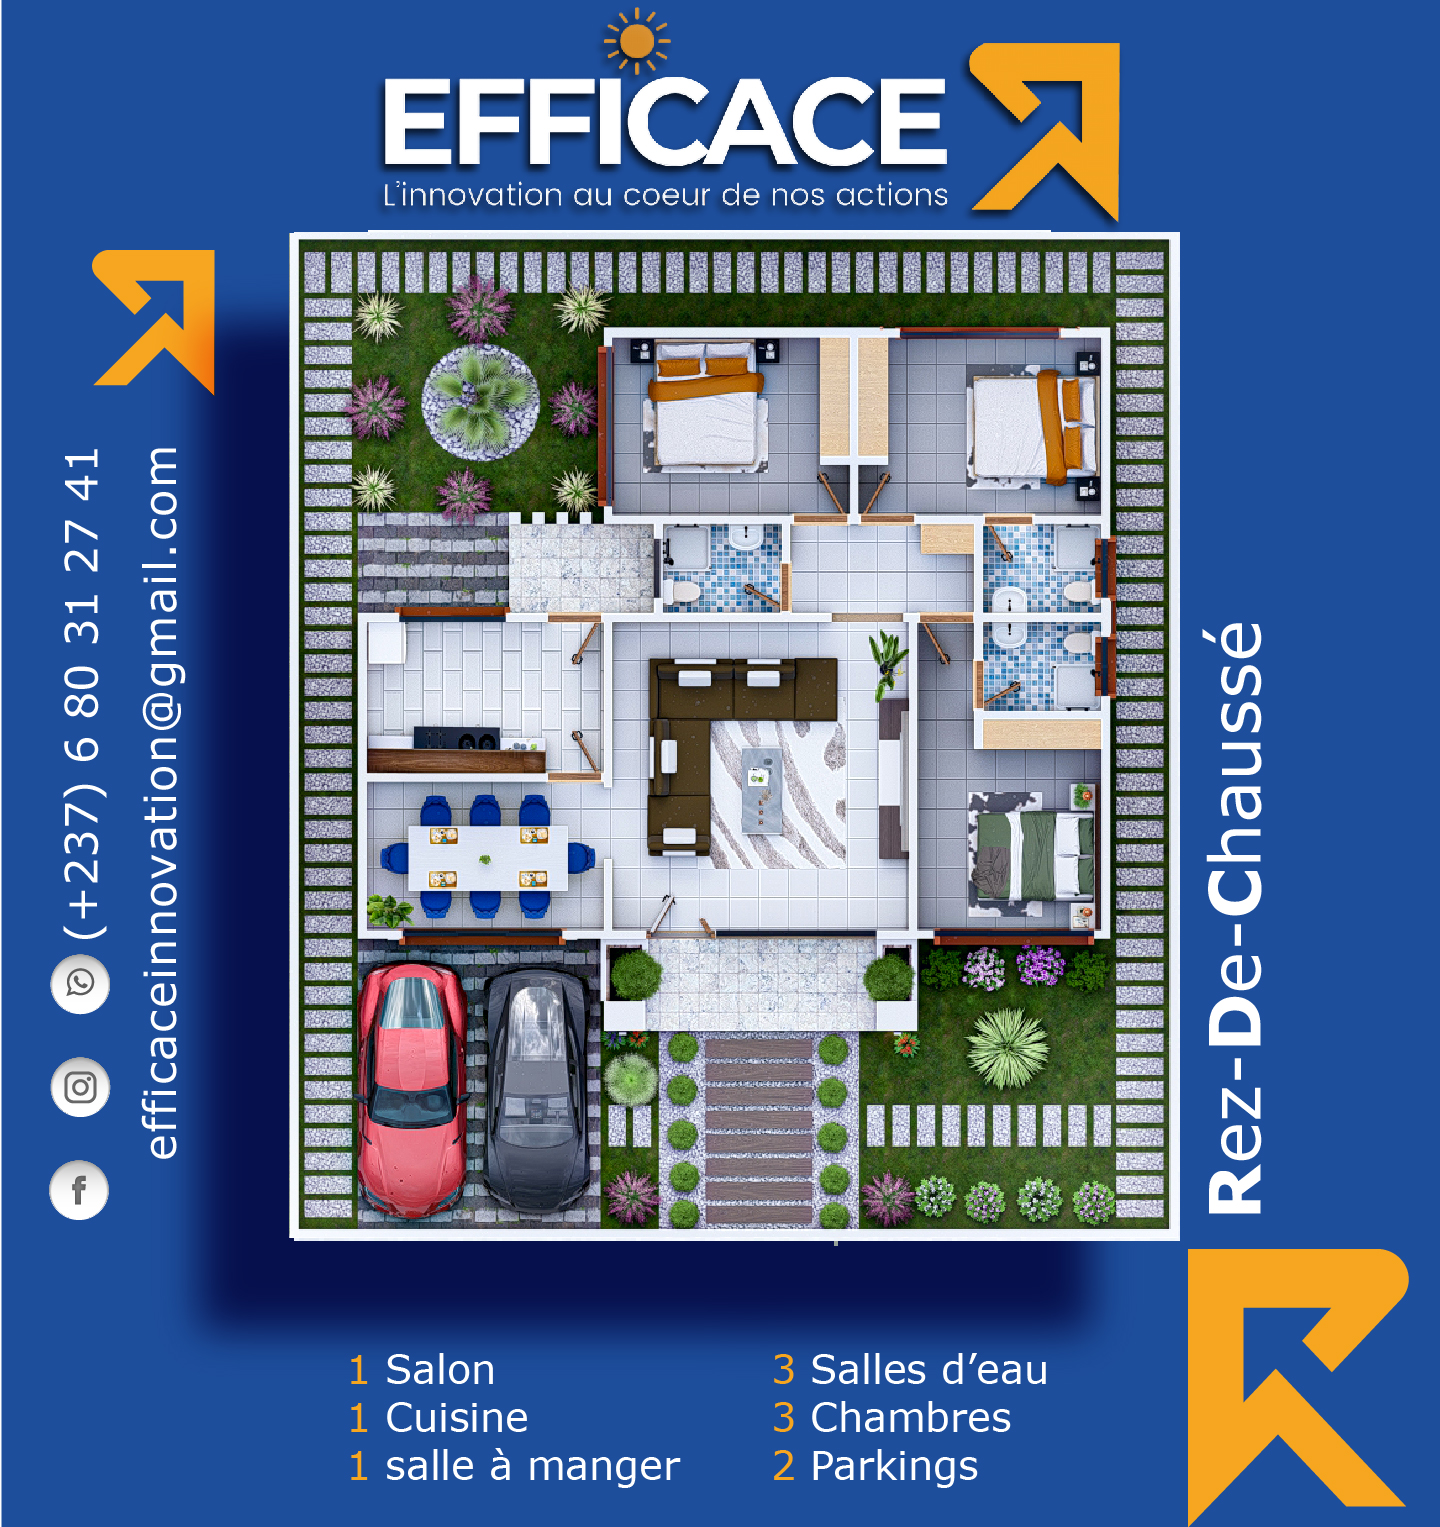 EFFICACE
L'innovation au coeur de nos actions
(+237) 6 80 31 27 41
efficaceinnovation@gmail.com
Rez-De-Chaussé
1 Salon
1 Cuisine
1 salle à manger
3 Salles d’eau
3 Chambres
2 Parkings